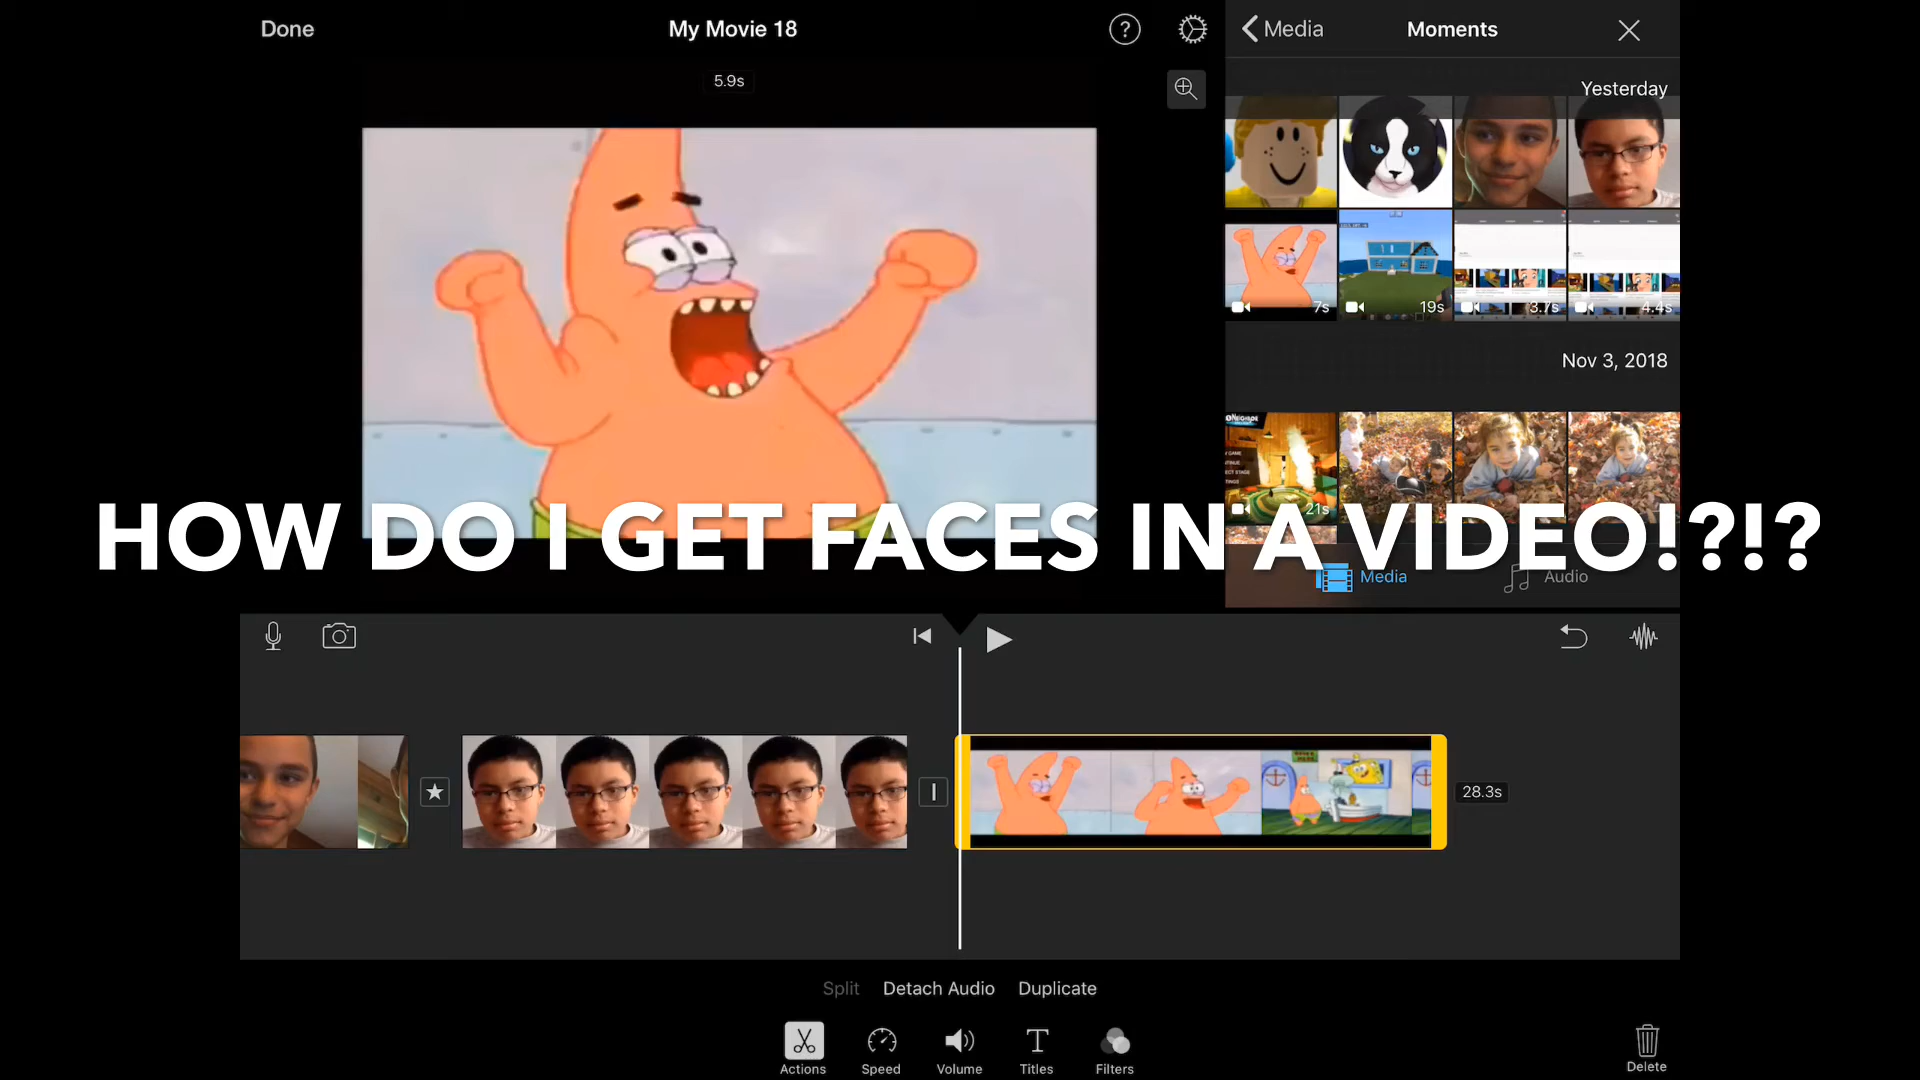 Done
My Movie 18
?
Media
Moments
5.9s
Yesterday
7s
19s
3.7s
4.4s
Nov 3, 2018
21s
HOW DO I GET FACES IN A VIDEO!?!?
Media
Audio
28.3s
Split
Detach Audio
Duplicate
Actions
Speed
Volume
Titles
Filters
Delete